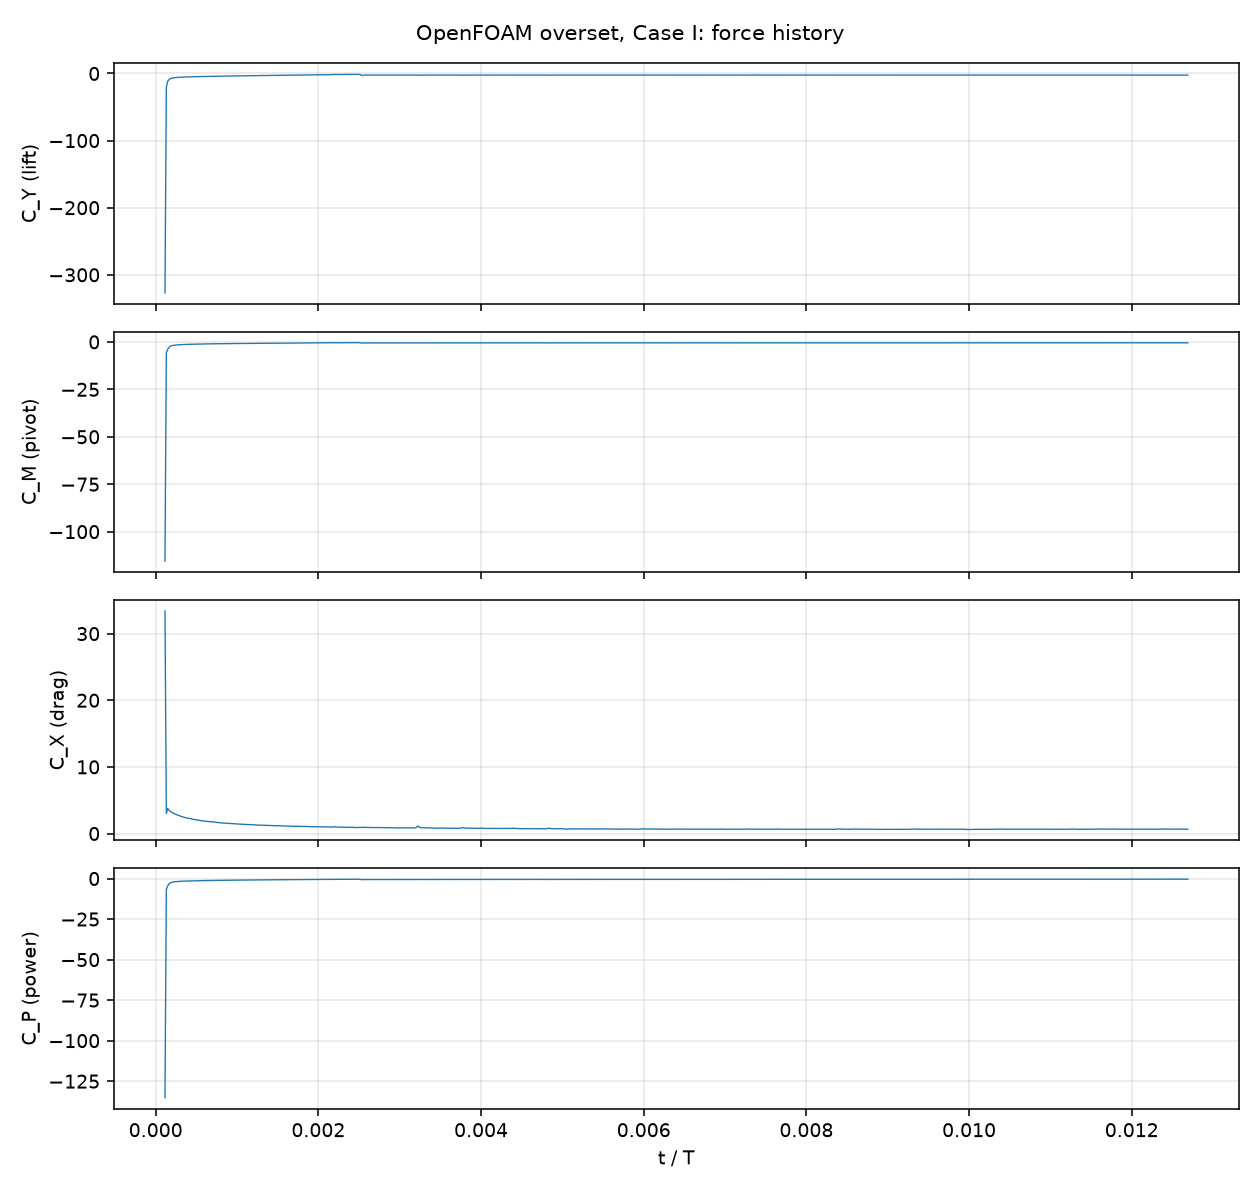 OpenFOAM overset, Case I: force history
0
−100
−200
−300
C_Y (lift)
0
−25
−50
−75
−100
C_M (pivot)
30
20
10
0
C_X (drag)
0
−25
−50
−75
−100
−125
C_P (power)
0.000 0.002 0.004 0.006 0.008 0.010 0.012
t / T